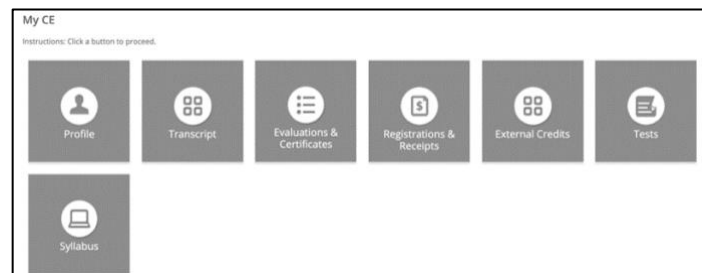 My CE
Instructions: Click a button to proceed.
Profile
Transcript
Evaluations &
Certificates
$
Registrations &
Receipts
External Credits
Tests
Syllabus